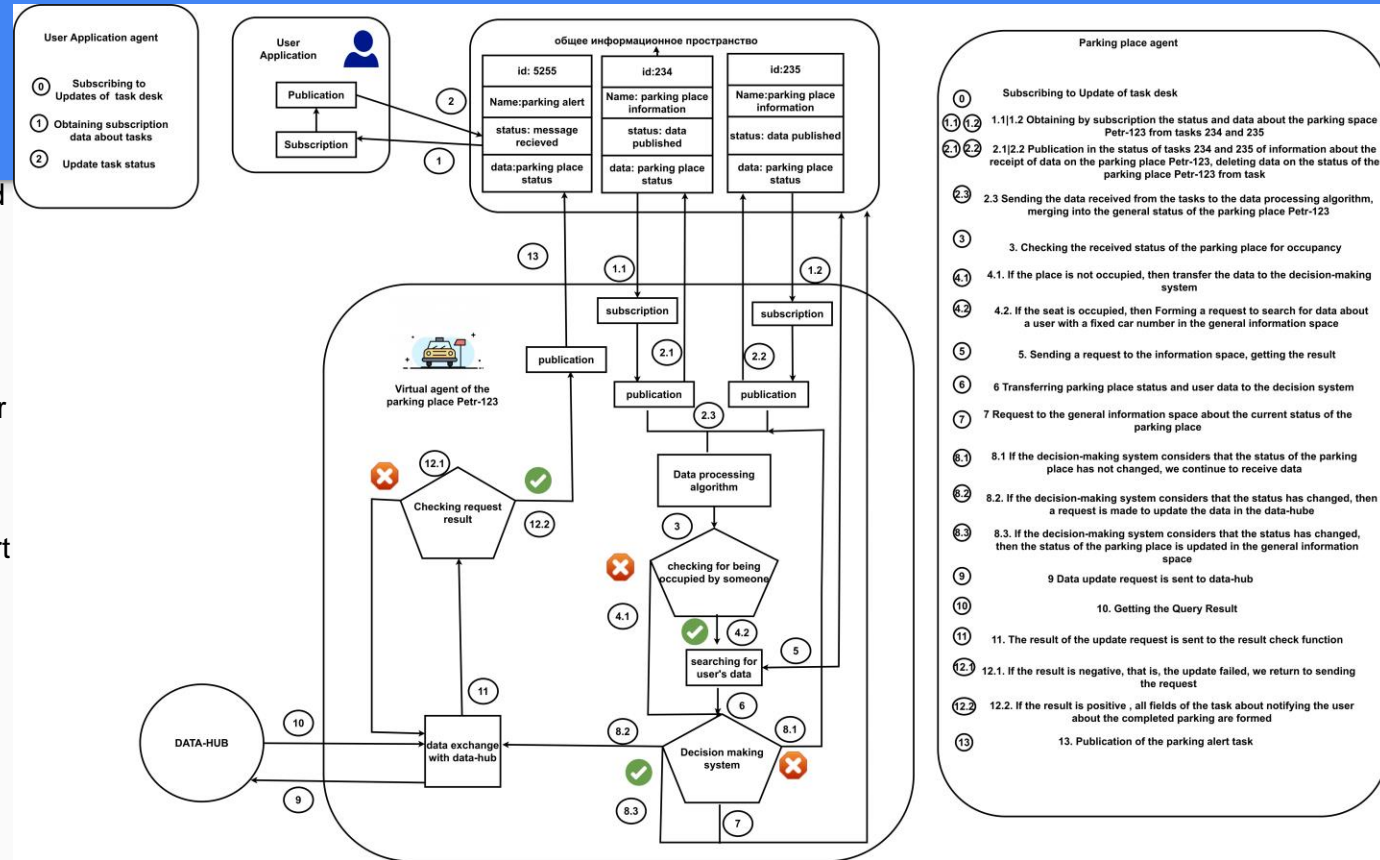 User Application agent
0
Subscribing to
Updates of task desk
1
Obtaining subscription
data about tasks
2
Update task status
d
r
rt
User
Application
Publication
Subscription
2
1
общее информационное пространство
id: 5255
Name:parking alert
status: message
recieved
data:parking place
status
id:234
Name: parking place
information
status: data
published
data: parking place
status
id:235
Name:parking place
information
status: data published
data: parking place
status
13
1.1
1.2
subscription
subscription
publication
2.1
2.2
publication
publication
2.3
Virtual agent of the
parking place Petr-123
12.1
Checking request
result
12.2
Data processing
algorithm
3
checking for being
occupied by someone
4.1
4.2
5
searching for
user's data
6
11
8.2
8.1
10
DATA-HUB
data exchange
with data-hub
Decision making
system
9
8.3
7
Parking place agent
0
Subscribing to Update of task desk
1.1
1.2
1.1|1.2 Obtaining by subscription the status and data about the parking space
Petr-123 from tasks 234 and 235
2.1
2.2
2.1|2.2 Publication in the status of tasks 234 and 235 of information about the
receipt of data on the parking place Petr-123, deleting data on the status of the
parking place Petr-123 from task
2.3
2.3 Sending the data received from the tasks to the data processing algorithm,
merging into the general status of the parking place Petr-123
3
3. Checking the received status of the parking place for occupancy
4.1
4.1. If the place is not occupied, then transfer the data to the decision-making
system
4.2
4.2. If the seat is occupied, then Forming a request to search for data about
a user with a fixed car number in the general information space
5
5. Sending a request to the information space, getting the result
6
6 Transferring parking place status and user data to the decision system
7
7 Request to the general information space about the current status of the
parking place
8.1
8.1 If the decision-making system considers that the status of the parking
place has not changed, we continue to receive data
8.2
8.2. If the decision-making system considers that the status has changed, then
a request is made to update the data in the data-hube
8.3
8.3. If the decision-making system considers that the status has changed,
then the status of the parking place is updated in the general information
space
9
9 Data update request is sent to data-hub
10
10. Getting the Query Result
11
11. The result of the update request is sent to the result check function
12.1
12.1. If the result is negative, that is, the update failed, we return to sending
the request
12.2
12.2. If the result is positive , all fields of the task about notifying the user
about the completed parking are formed
13
13. Publication of the parking alert task